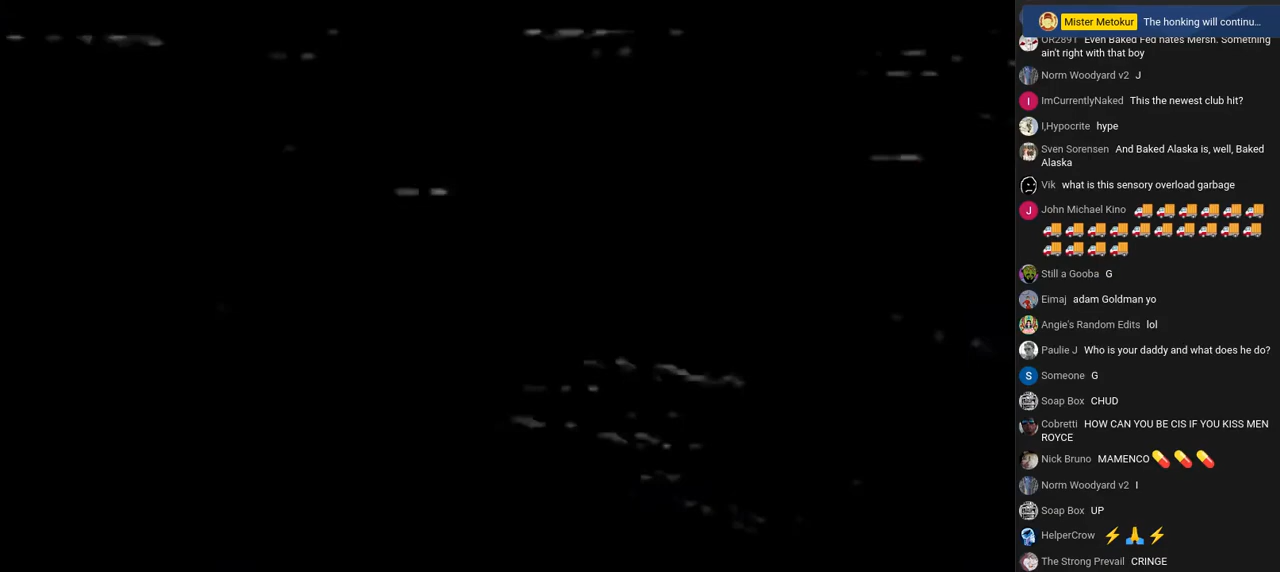 Mister Metokur The honking will continu...
UR2891 Even Baked Fed hates Mersh. Something
ain't right with that boy
Norm Woodyard v2 J
I ImCurrentlyNaked This the newest club hit?
I,Hypocrite hype
Sven Sorensen And Baked Alaska is, well, Baked
Alaska
Vik what is this sensory overload garbage
J John Michael Kino 🚚🚚🚚🚚🚚🚚
🚚🚚🚚🚚🚚🚚🚚🚚🚚🚚
🚚🚚🚚🚚
Still a Gooba G
Eimaj adam Goldman yo
Angie's Random Edits lol
Paulie J Who is your daddy and what does he do?
S Someone G
Soap Box CHUD
Cobretti HOW CAN YOU BE CIS IF YOU KISS MEN
ROYCE
Nick Bruno MAMENCO💊💊💊
Norm Woodyard v2 I
Soap Box UP
HelperCrow ⚡🙏⚡
The Strong Prevail CRINGE